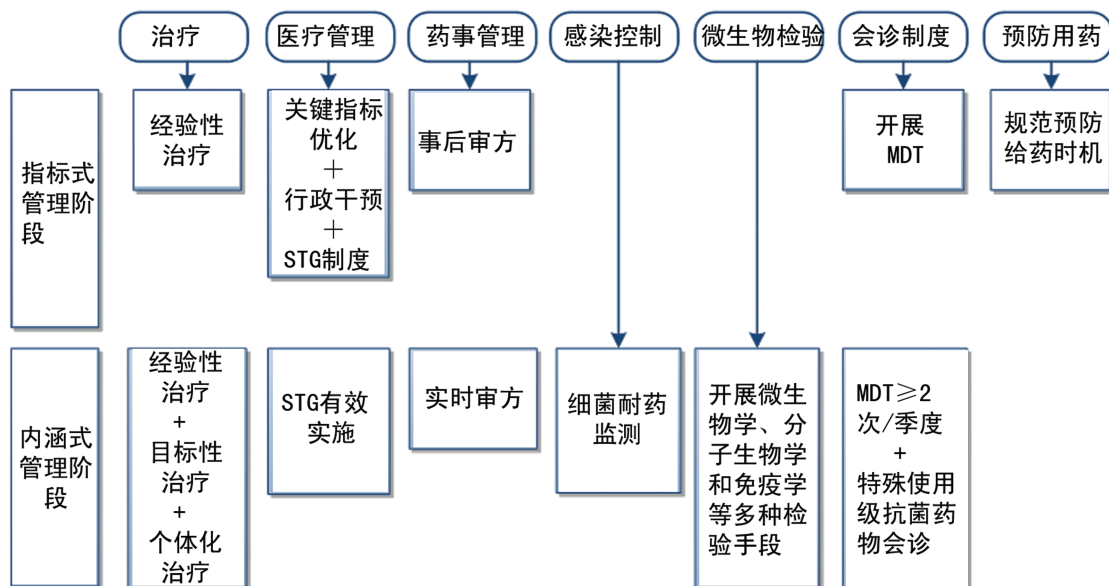 治疗
医疗管理
药事管理
感染控制
微生物检验
会诊制度
预防用药
指标式
管理阶
段
经验性
治疗
关键指标
优化
+
行政干预
+
STG制度
事后审方
开展
MDT
规范预防
给药时机
内涵式
管理阶
段
经验性
治疗
+
目标性
治疗
+
个体化
治疗
STG有效
实施
实时审方
细菌耐药
监测
开展微生
物学、分
子生物学
和免疫学
等多种检
验手段
MDT≥2
次/季度
+
特殊使用
级抗菌药
物会诊